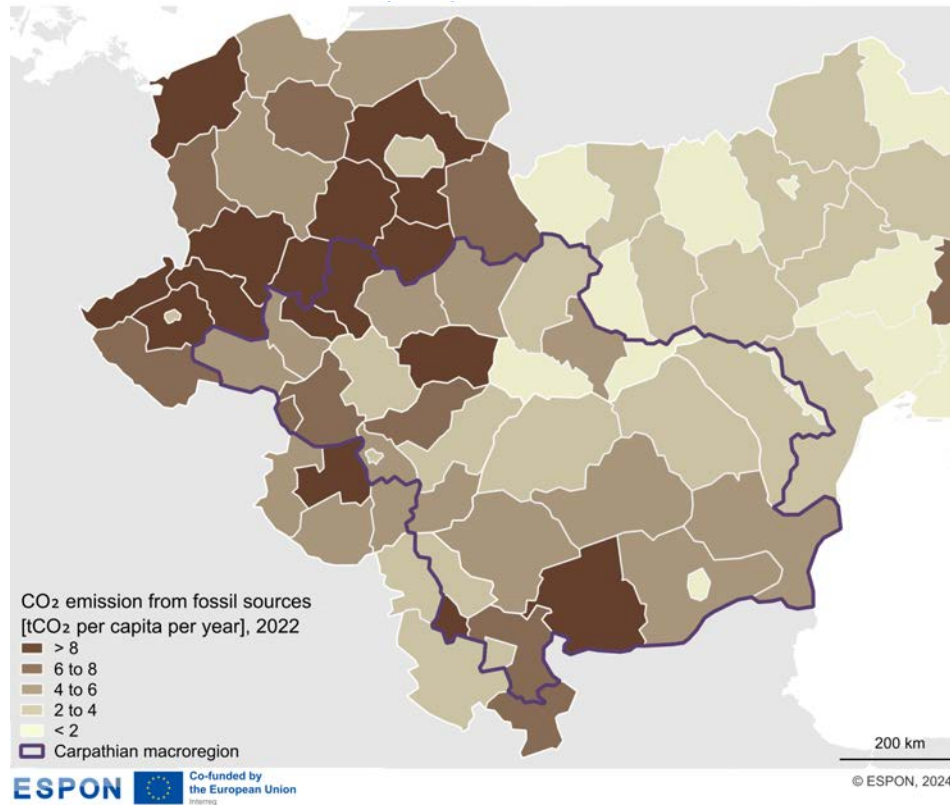 CO₂ emission from fossil sources
[tCO₂ per capita per year], 2022
> 8
6 to 8
4 to 6
2 to 4
< 2
Carpathian macroregion
200 km
ESPON
Co-funded by
the European Union
Interreg
© ESPON, 2024